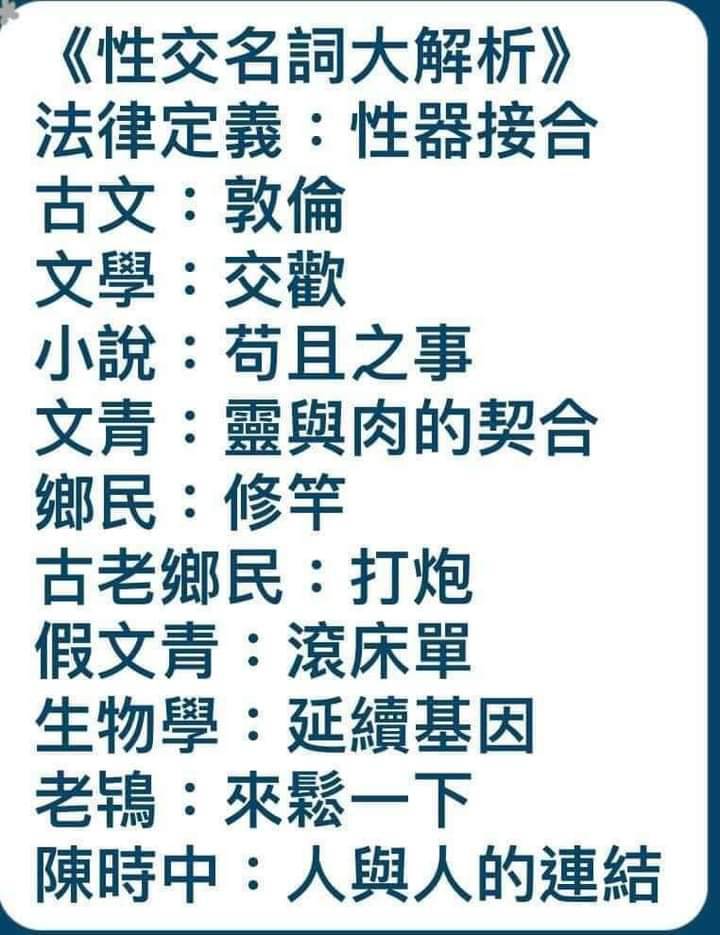 《性交名詞大解析》
法律定義：性器接合
古文：敦倫
文學：交歡
小說：苟且之事
文青：靈與肉的契合
鄉民：修竿
古老鄉民：打炮
假文青：滾床單
生物學：延續基因
老鴇：來鬆一下
陳時中：人與人的連結